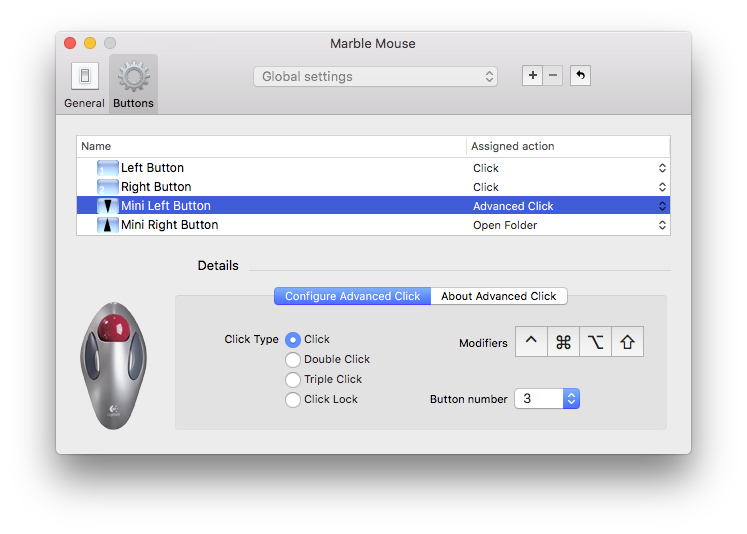 Marble Mouse
General
Buttons
Global settings
Name
Assigned action
1
Left Button
Click
2
Right Button
Click
Mini Left Button
Advanced Click
Mini Right Button
Open Folder
Details
Configure Advanced Click
About Advanced Click
Click Type
Click
Double Click
Triple Click
Click Lock
Modifiers
^ ⌘ ⌥ ⇧
Button number
3